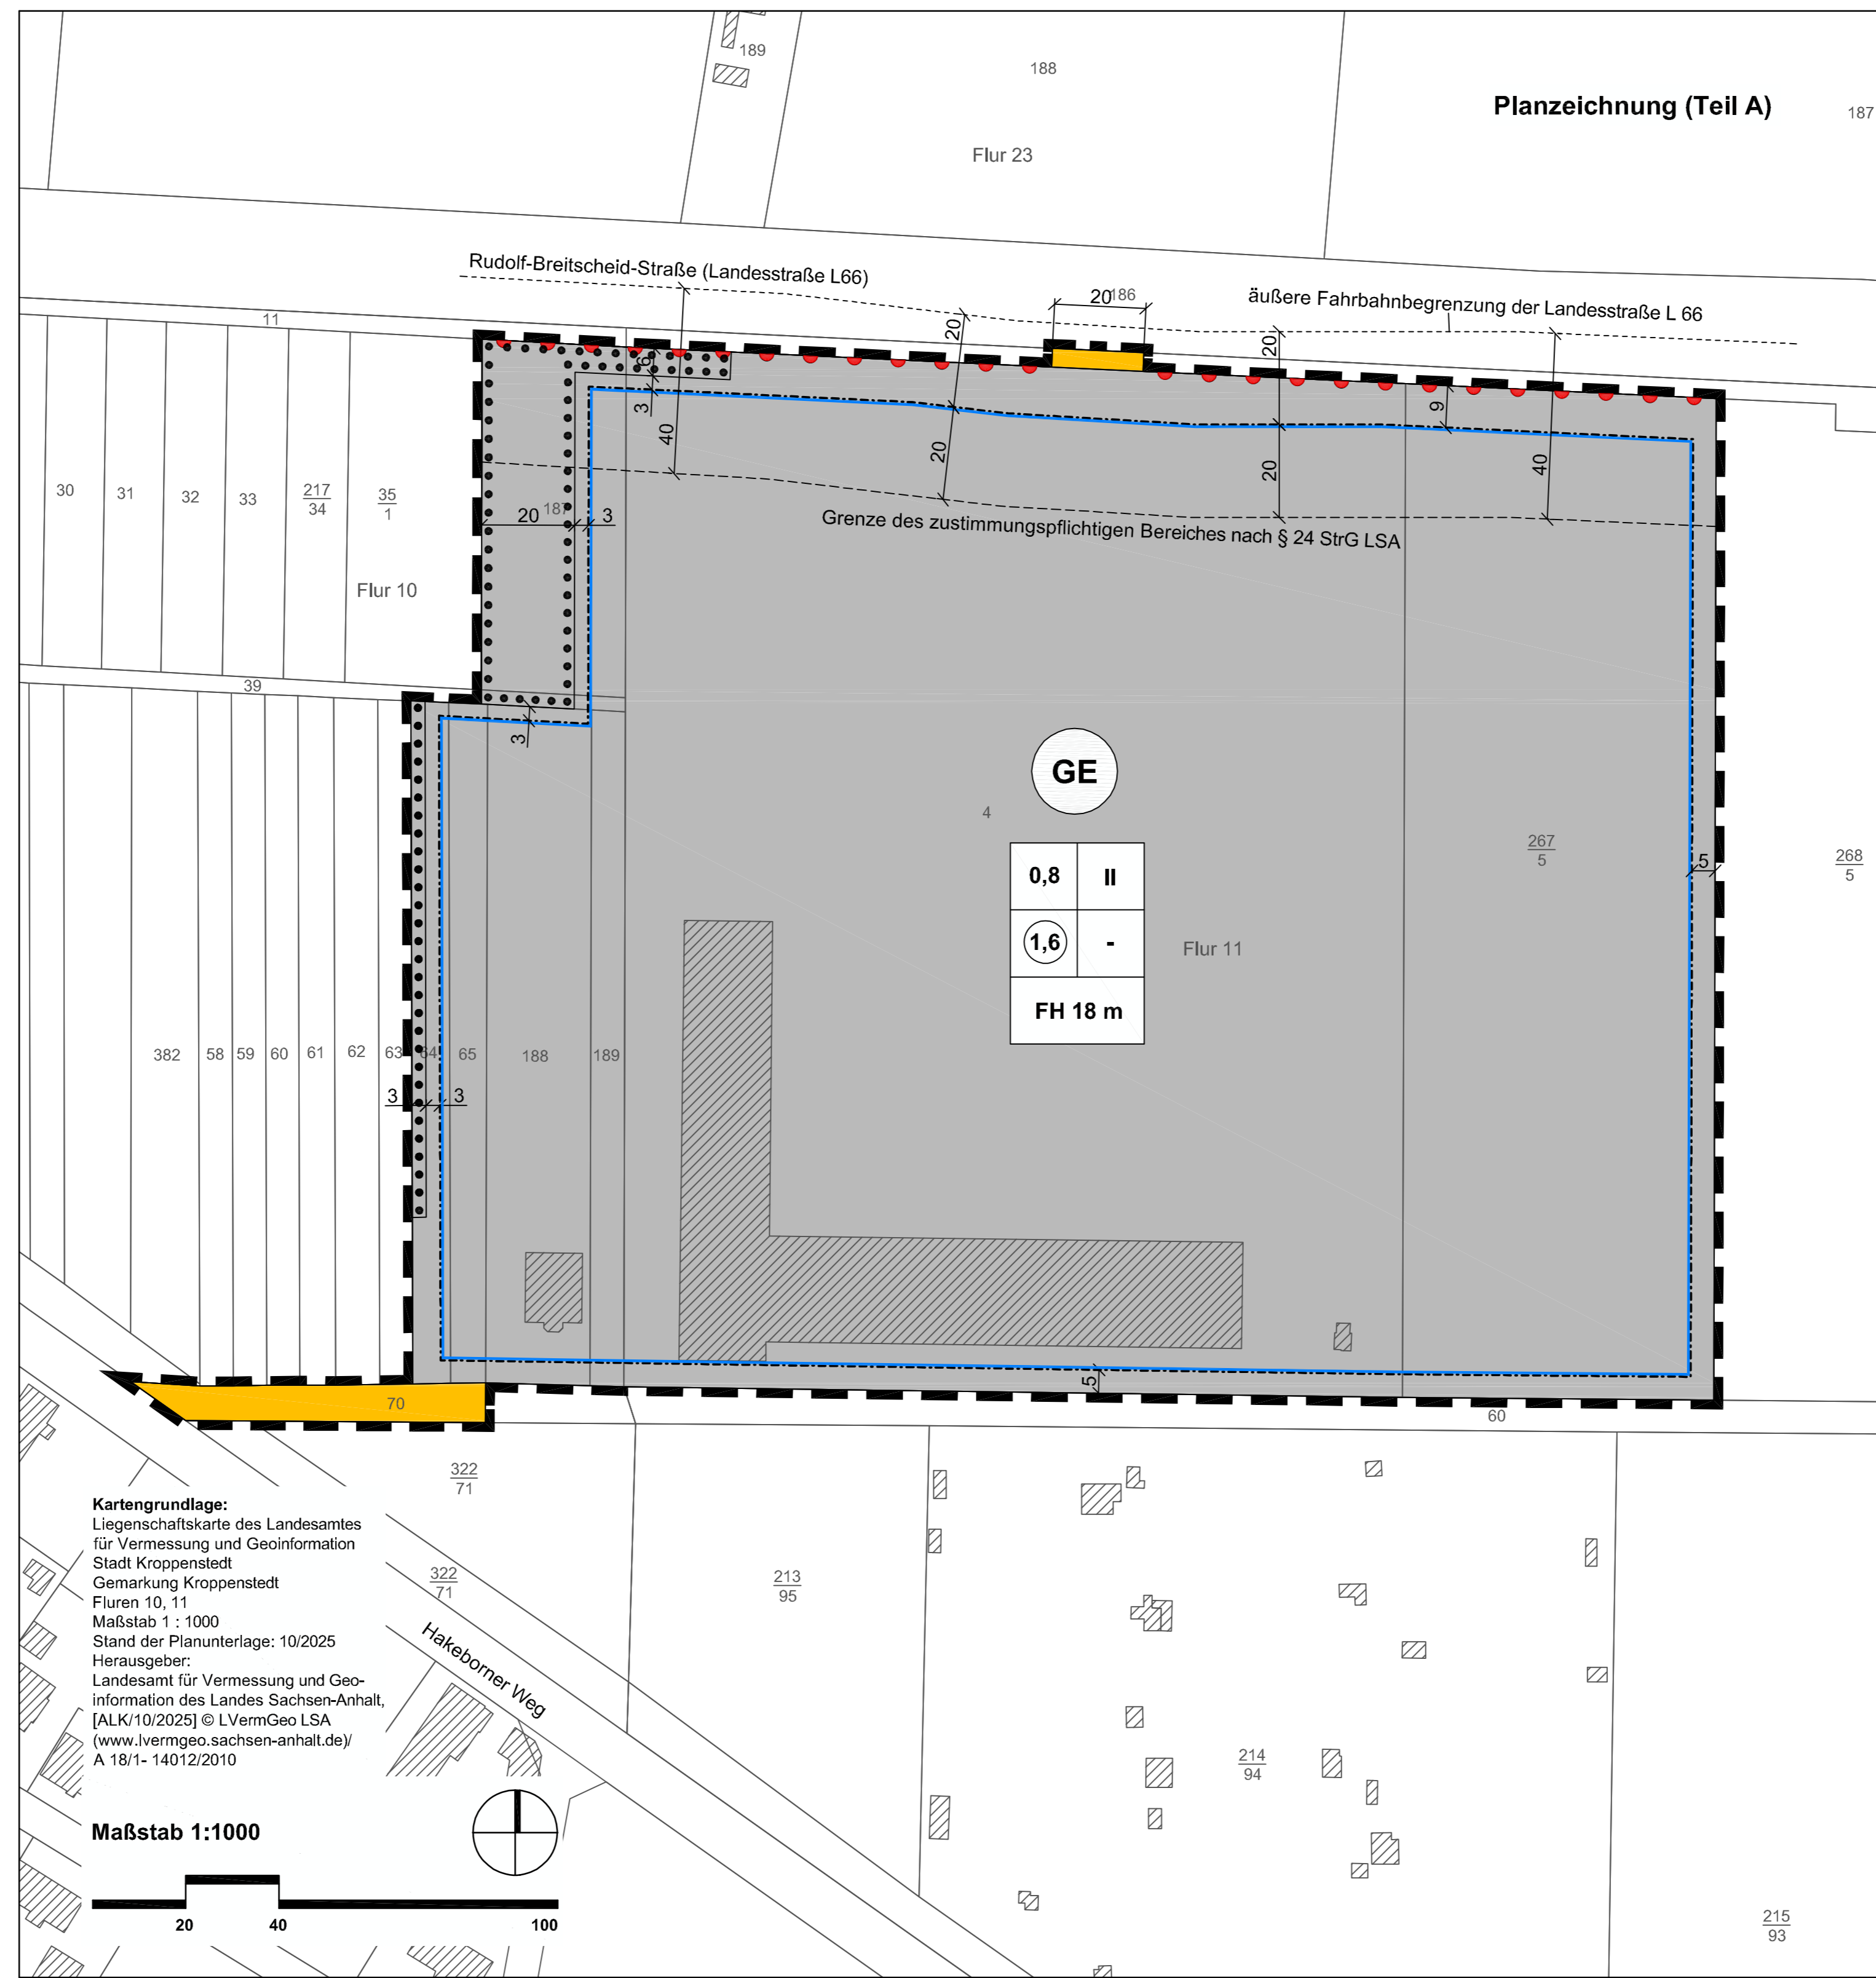 189
188
Planzeichnung (Teil A)
187
Flur 23
Rudolf-Breitscheid-Straße (Landesstraße L66)
20
186
äußere Fahrbahnbegrenzung der Landesstraße L 66
11
20
20
6
3
9
40
20
20
40
30
31
32
33
217
34
35
1
20
187
3
Grenze des zustimmungspflichtigen Bereiches nach § 24 StrG LSA
Flur 10
39
3
GE
4
267
5
268
5
5
0,8
II
1,6
-
Flur 11
FH 18 m
382
58
59
60
61
62
63
64
65
188
189
3
3
5
70
60
322
71
Kartengrundlage:
Liegenschaftskarte des Landesamtes
für Vermessung und Geoinformation
Stadt Kroppenstedt
Gemarkung Kroppenstedt
Fluren 10, 11
Maßstab 1 : 1000
Stand der Planunterlage: 10/2025
Herausgeber:
Landesamt für Vermessung und Geo-
information des Landes Sachsen-Anhalt,
[ALK/10/2025] © LVermGeo LSA
(www.lvermgeo.sachsen-anhalt.de)/
A 18/1- 14012/2010
322
71
213
95
Hakeborner Weg
214
94
Maßstab 1:1000
20
40
100
215
93